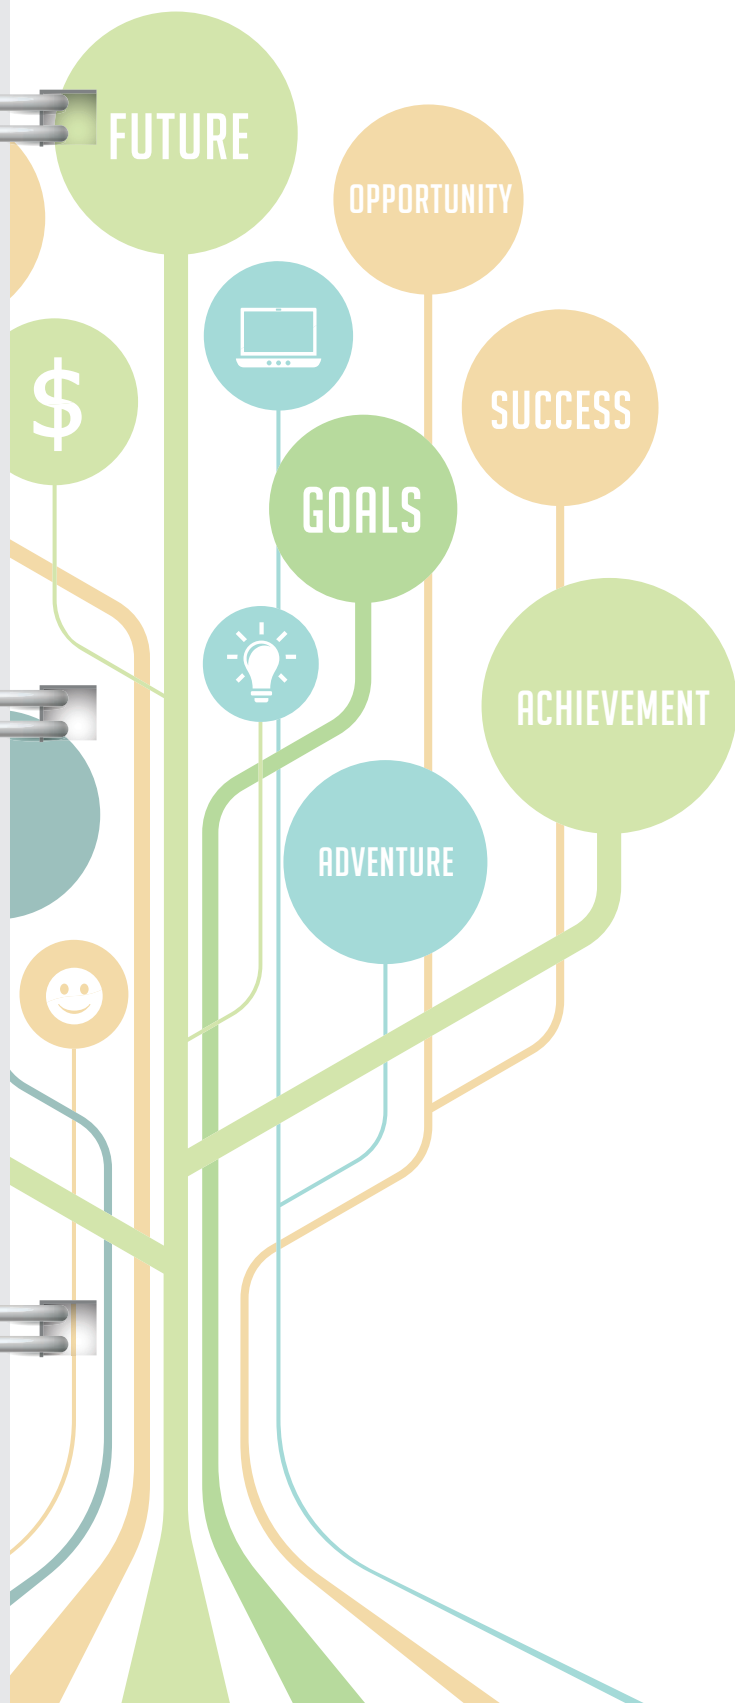 FUTURE
OPPORTUNITY
$
SUCCESS
GOALS
ACHIEVEMENT
ADVENTURE